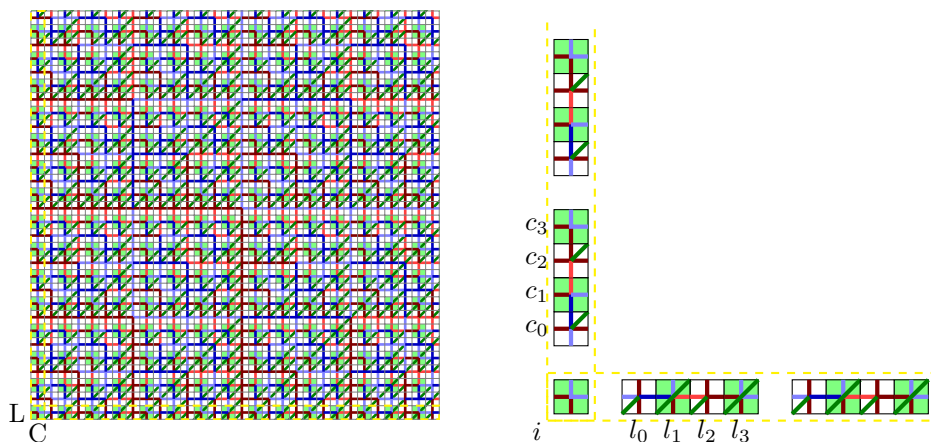 c₃
c₂
c₁
c₀
L
C
i
l₀ l₁ l₂ l₃